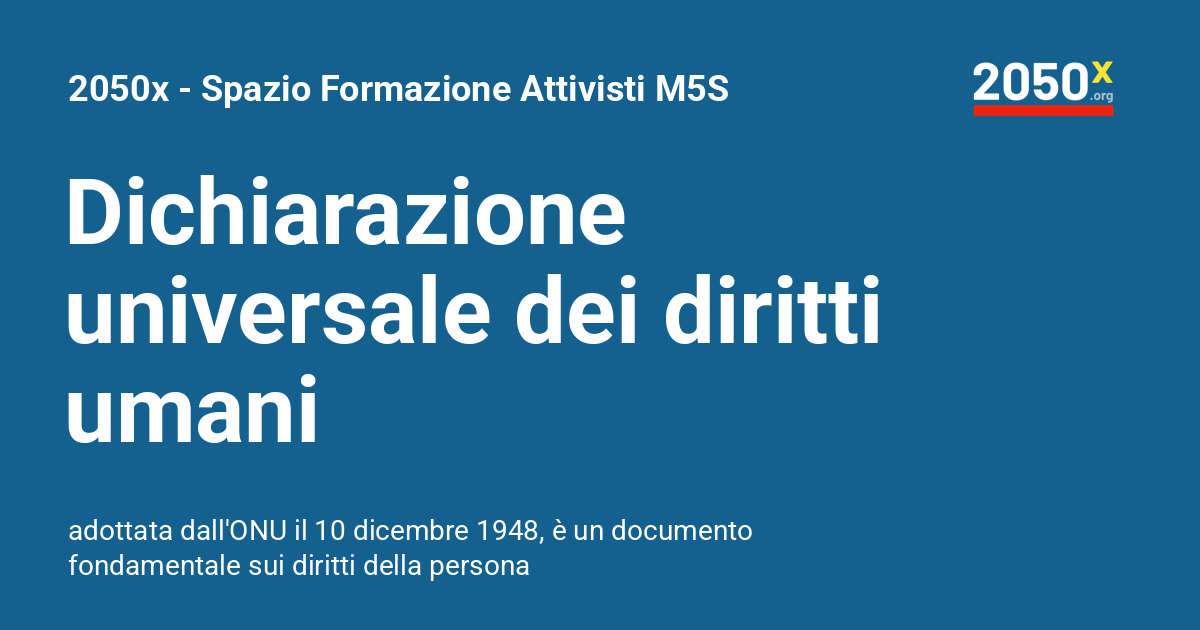 2050x - Spazio Formazione Attivisti M5S
2050x
.org
Dichiarazione
universale dei diritti
umani
adottata dall'ONU il 10 dicembre 1948, è un documento
fondamentale sui diritti della persona